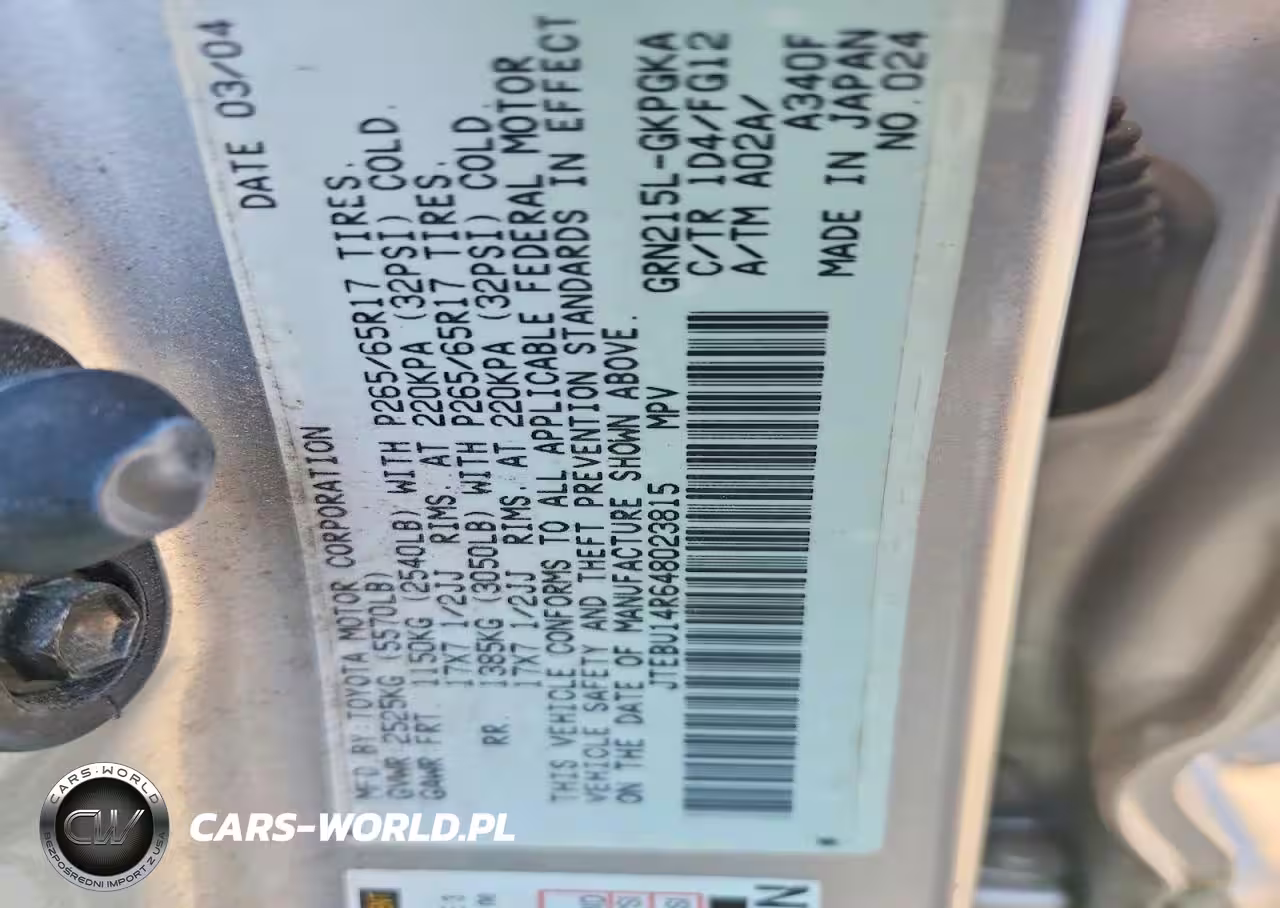 DATE 03/04
MFD BY:TOYOTA MOTOR CORPORATION
GVWR 2525KG (5570LB)
GAWR FRT. 1150KG (2540LB) WITH P265/65R17 TIRES.
17X7 1/2JJ RIMS. AT 220KPA (32PSI) COLD.
RR. 1385KG (3050LB) WITH P265/65R17 TIRES.
17X7 1/2JJ RIMS. AT 220KPA (32PSI) COLD.
THIS VEHICLE CONFORMS TO ALL APPLICABLE FEDERAL MOTOR
VEHICLE SAFETY AND THEFT PREVENTION STANDARDS IN EFFECT
ON THE DATE OF MANUFACTURE SHOWN ABOVE.
JTEBU14R648023815 MPV
GRN215L-GKPGKA
C/TR 1D4/FG12
A/TM A02A/
A340F
MADE IN JAPAN
NO.024
CARS-WORLD
CW
BEZPOŚREDNI IMPORT Z USA
CARS-WORLD.PL